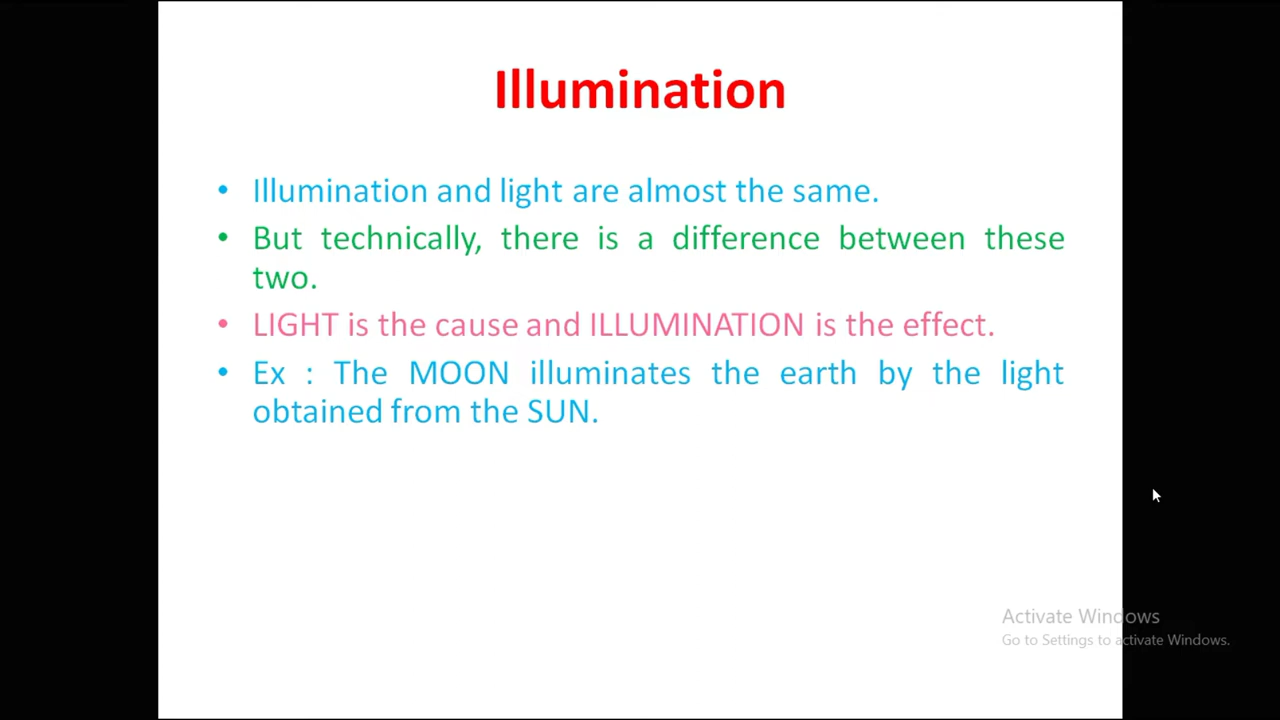 Illumination
• Illumination and light are almost the same.
• But technically, there is a difference between these
two.
• LIGHT is the cause and ILLUMINATION is the effect.
• Ex : The MOON illuminates the earth by the light
obtained from the SUN.
Activate Windows
Go to Settings to activate Windows.